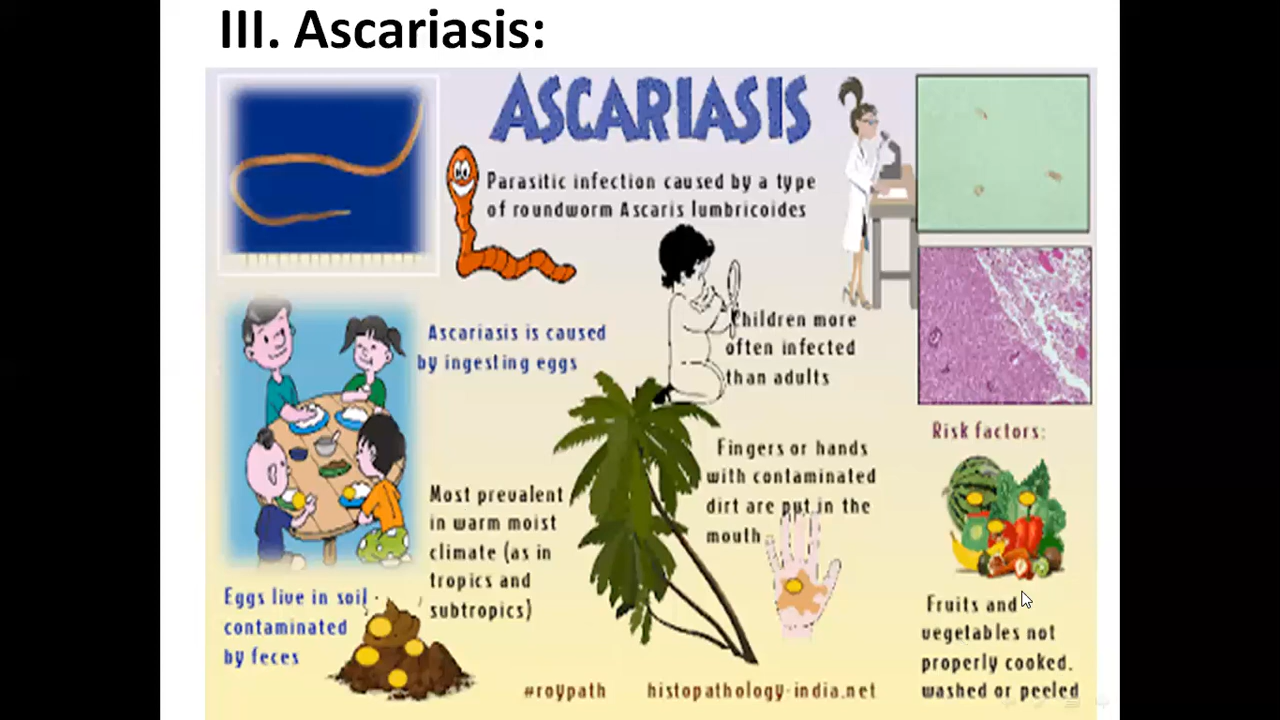 III. Ascariasis:
ASCARIASIS
Parasitic infection caused by a type
of roundworm Ascaris lumbricoides
Children more
often infected
than adults
Ascariasis is caused
by ingesting eggs
Risk factors:
Fingers or hands
with contaminated
dirt are put in the
mouth
Most prevalent
in warm moist
climate (as in
tropics and
subtropics)
Eggs live in soil
contaminated
by feces
Fruits and
vegetables not
properly cooked,
washed or peeled
#roypath
histopathology-india.net